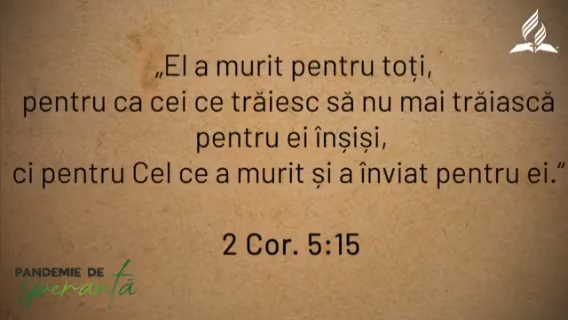 „El a murit pentru toți,
pentru ca cei ce trăiesc să nu mai trăiască
pentru ei înșiși,
ci pentru Cel ce a murit și a înviat pentru ei.”
2 Cor. 5:15
PANDEMIE DE
speranță